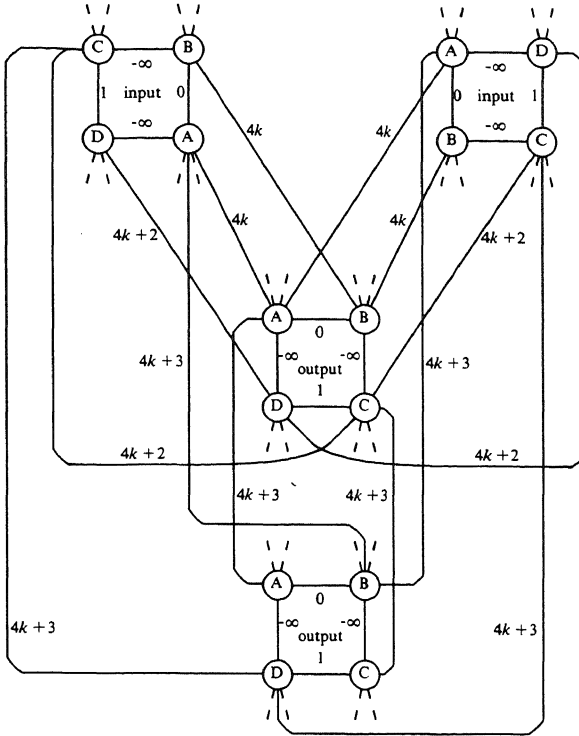 C B A D
-∞ -∞
1 input 0 0 input 1
-∞ -∞
D A B C
4k 4k
4k 4k
4k + 2 4k + 2
A B
0
4k + 3 -∞ -∞ 4k + 3
output
1
D C
4k + 2 4k + 2
4k + 3 4k + 3
A B
0
4k + 3 -∞ -∞ 4k + 3
output
1
D C